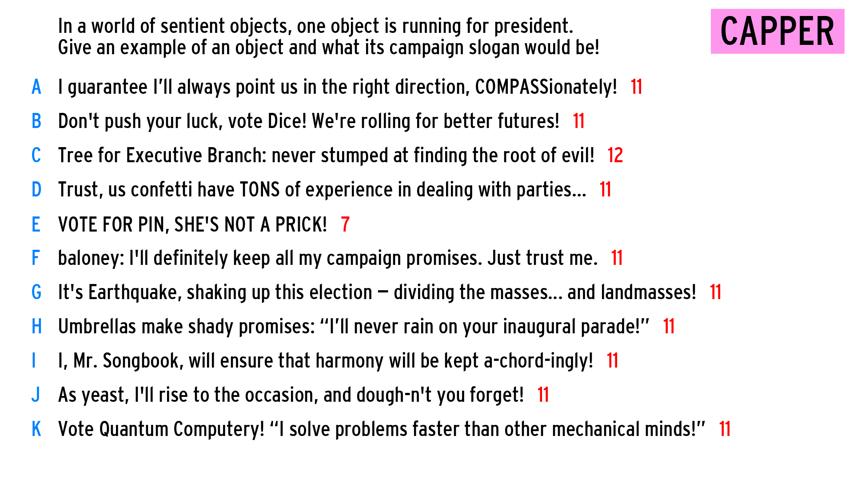 In a world of sentient objects, one object is running for president.
Give an example of an object and what its campaign slogan would be!
CAPPER
A I guarantee I'll always point us in the right direction, COMPASSionately! 11
B Don't push your luck, vote Dice! We're rolling for better futures! 11
C Tree for Executive Branch: never stumped at finding the root of evil! 12
D Trust, us confetti have TONS of experience in dealing with parties... 11
E VOTE FOR PIN, SHE'S NOT A PRICK! 7
F baloney: I'll definitely keep all my campaign promises. Just trust me. 11
G It's Earthquake, shaking up this election – dividing the masses... and landmasses! 11
H Umbrellas make shady promises: “I'll never rain on your inaugural parade!” 11
I I, Mr. Songbook, will ensure that harmony will be kept a-chord-ingly! 11
J As yeast, I'll rise to the occasion, and dough-n't you forget! 11
K Vote Quantum Computery! “I solve problems faster than other mechanical minds!” 11